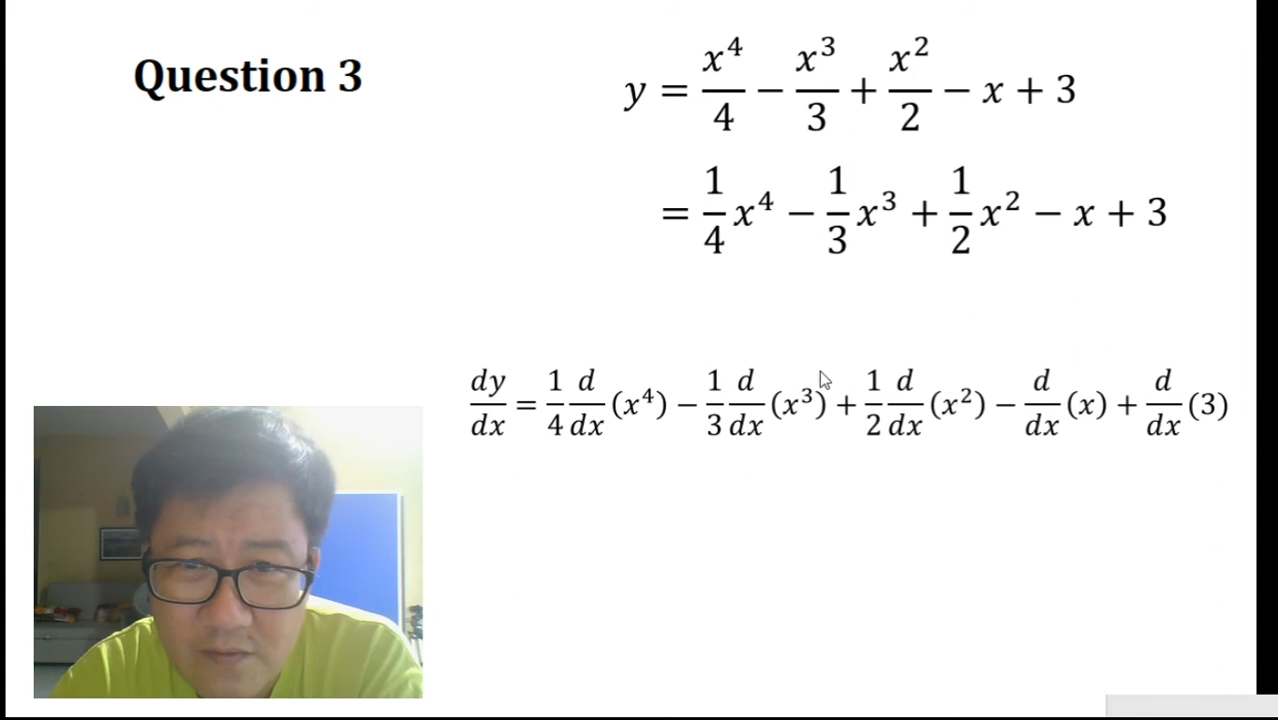 Question 3
y = x⁴/4 − x³/3 + x²/2 − x + 3
= 1/4 x⁴ − 1/3 x³ + 1/2 x² − x + 3
dy/dx = 1/4 d/dx (x⁴) − 1/3 d/dx (x³) + 1/2 d/dx (x²) − d/dx (x) + d/dx (3)